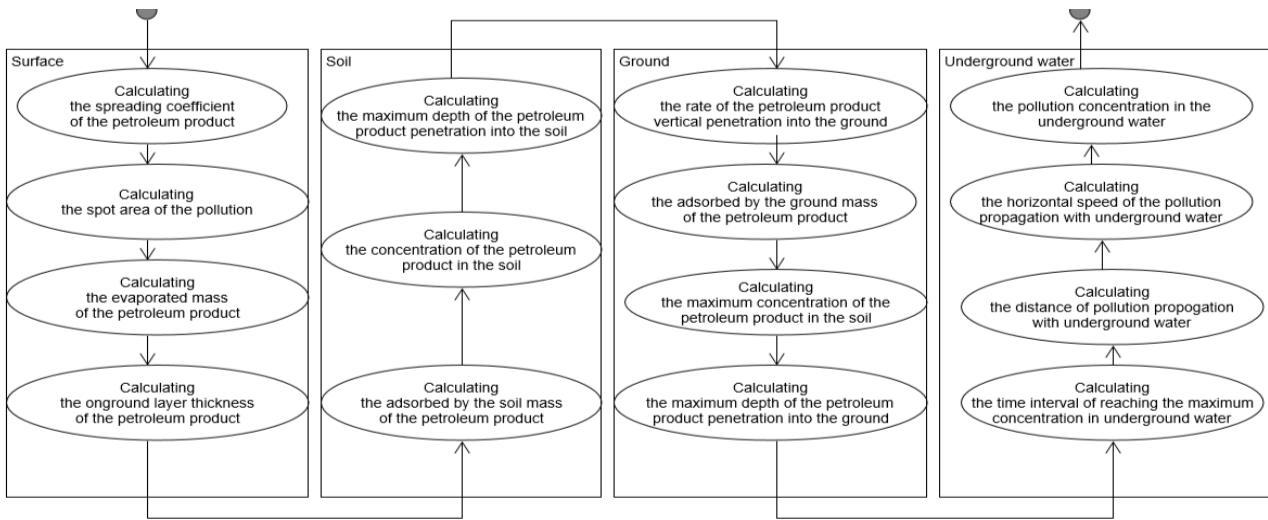 Surface
Calculating
the spreading coefficient
of the petroleum product
Calculating
the spot area of the pollution
Calculating
the evaporated mass
of the petroleum product
Calculating
the onground layer thickness
of the petroleum product
Soil
Calculating
the maximum depth of the petroleum
product penetration into the soil
Calculating
the concentration of the petroleum
product in the soil
Calculating
the adsorbed by the soil mass
of the petroleum product
Ground
Calculating
the rate of the petroleum product
vertical penetration into the ground
Calculating
the adsorbed by the ground mass
of the petroleum product
Calculating
the maximum concentration of the
petroleum product in the soil
Calculating
the maximum depth of the petroleum
product penetration into the ground
Underground water
Calculating
the pollution concentration in the
underground water
Calculating
the horizontal speed of the pollution
propagation with underground water
Calculating
the distance of pollution propogation
with underground water
Calculating
the time interval of reaching the maximum
concentration in underground water